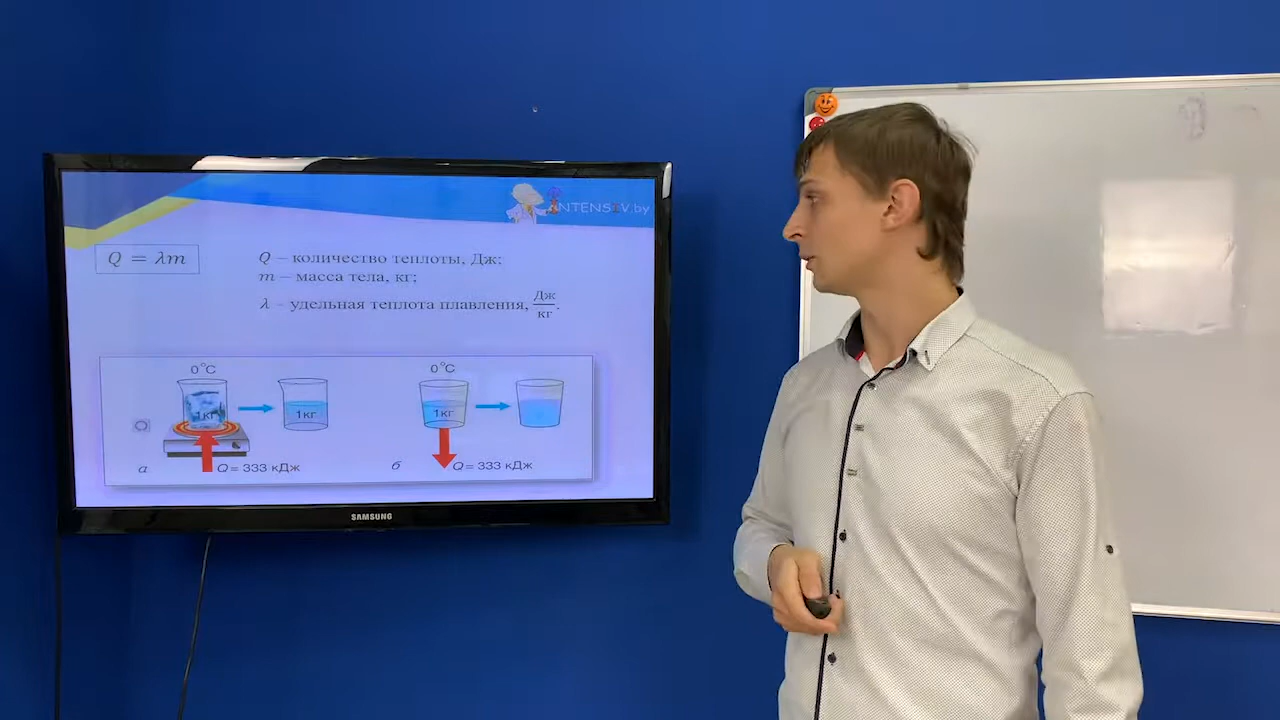 INTENSIV.by
Q = λm
Q – количество теплоты, Дж;
m – масса тела, кг;
λ – удельная теплота плавления, Дж/кг.
0°C
0°C
1кг
1кг
1кг
а
Q = 333 кДж
б
Q = 333 кДж
SAMSUNG